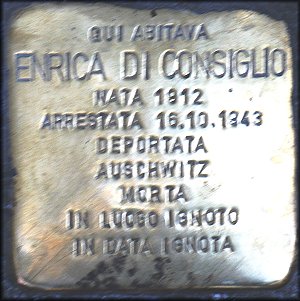 QUI ABITAVA
ENRICA DI CONSIGLIO
NATA 1912
ARRESTATA 16.10.1943
DEPORTATA
AUSCHWITZ
MORTA
IN LUOGO IGNOTO
IN DATA IGNOTA